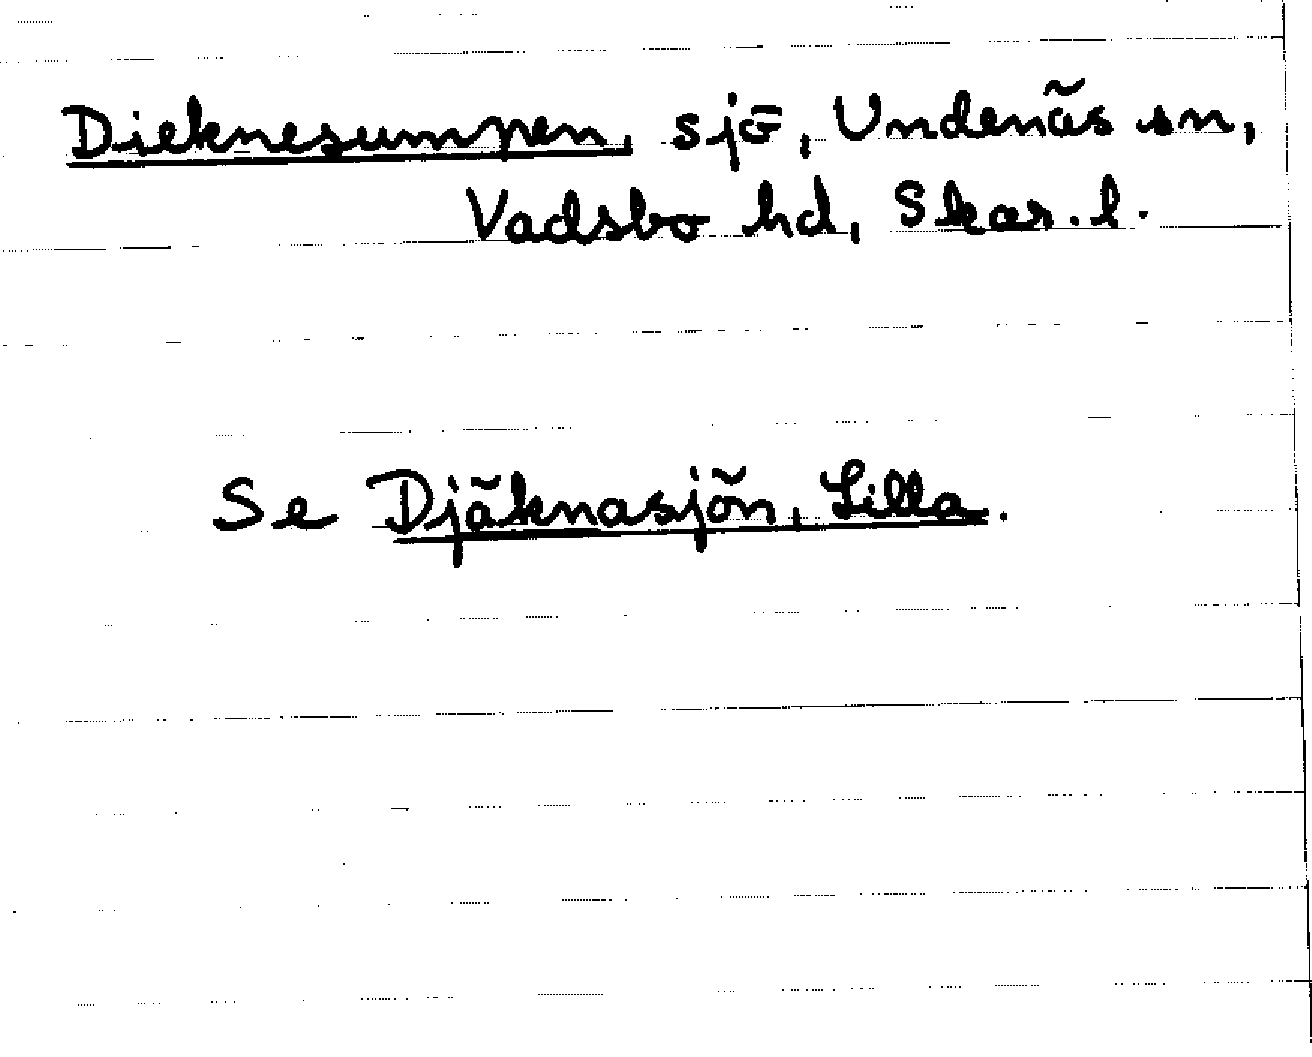 Dieknesumpen, sjö, Undenäs sn,
Vadsbo hd, Skar. l.
Se Djäknasjön, Lilla.